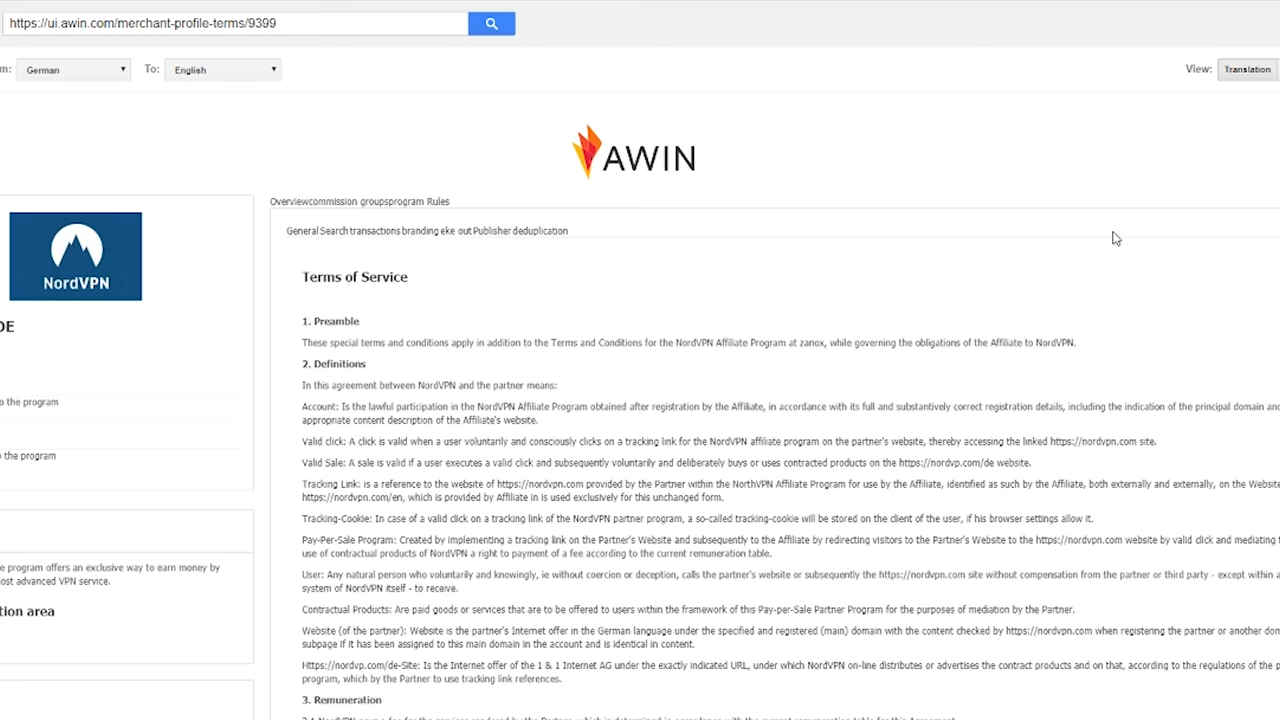 https://ui.awin.com/merchant-profile-terms/9399
m: German To: English View: Translation
AWIN
NordVPN
DE
o the program
o the program
e program offers an exclusive way to earn money by
ost advanced VPN service.
tion area
Overviewcommission groupsprogram Rules
General Search transactions branding eke out Publisher deduplication
Terms of Service
1. Preamble
These special terms and conditions apply in addition to the Terms and Conditions for the NordVPN Affiliate Program at zanox, while governing the obligations of the Affiliate to NordVPN.
2. Definitions
In this agreement between NordVPN and the partner means:
Account: Is the lawful participation in the NordVPN Affiliate Program obtained after registration by the Affiliate, in accordance with its full and substantively correct registration details, including the indication of the principal domain and
appropriate content description of the Affiliate's website.
Valid click: A click is valid when a user voluntarily and consciously clicks on a tracking link for the NordVPN affiliate program on the partner's website, thereby accessing the linked https://nordvpn.com site.
Valid Sale: A sale is valid if a user executes a valid click and subsequently voluntarily and deliberately buys or uses contracted products on the https://nordvp.com/de website.
Tracking Link: is a reference to the website of https://nordvpn.com provided by the Partner within the NorthVPN Affiliate Program for use by the Affiliate, identified as such by the Affiliate, both externally and externally, on the Website
https://nordvpn.com/en, which is provided by Affiliate in is used exclusively for this unchanged form.
Tracking-Cookie: In case of a valid click on a tracking link of the NordVPN partner program, a so-called tracking-cookie will be stored on the client of the user, if his browser settings allow it.
Pay-Per-Sale Program: Created by implementing a tracking link on the Partner's Website and subsequently to the Affiliate by redirecting visitors to the Partner's Website to the https://nordvpn.com website by valid click and mediating
use of contractual products of NordVPN a right to payment of a fee according to the current remuneration table.
User: Any natural person who voluntarily and knowingly, ie without coercion or deception, calls the partner's website or subsequently the https://nordvpn.com site without compensation from the partner or third party - except within a
system of NordVPN itself - to receive.
Contractual Products: Are paid goods or services that are to be offered to users within the framework of this Pay-per-Sale Partner Program for the purposes of mediation by the Partner.
Website (of the partner): Website is the partner's Internet offer in the German language under the specified and registered (main) domain with the content checked by https://nordvpn.com when registering the partner or another dom
subpage if it has been assigned to this main domain in the account and is identical in content.
Https://nordvp.com/de-Site: Is the Internet offer of the 1 & 1 Internet AG under the exactly indicated URL, under which NordVPN on-line distributes or advertises the contract products and on that, according to the regulations of the p
program, which by the Partner to use tracking link references.
3. Remuneration